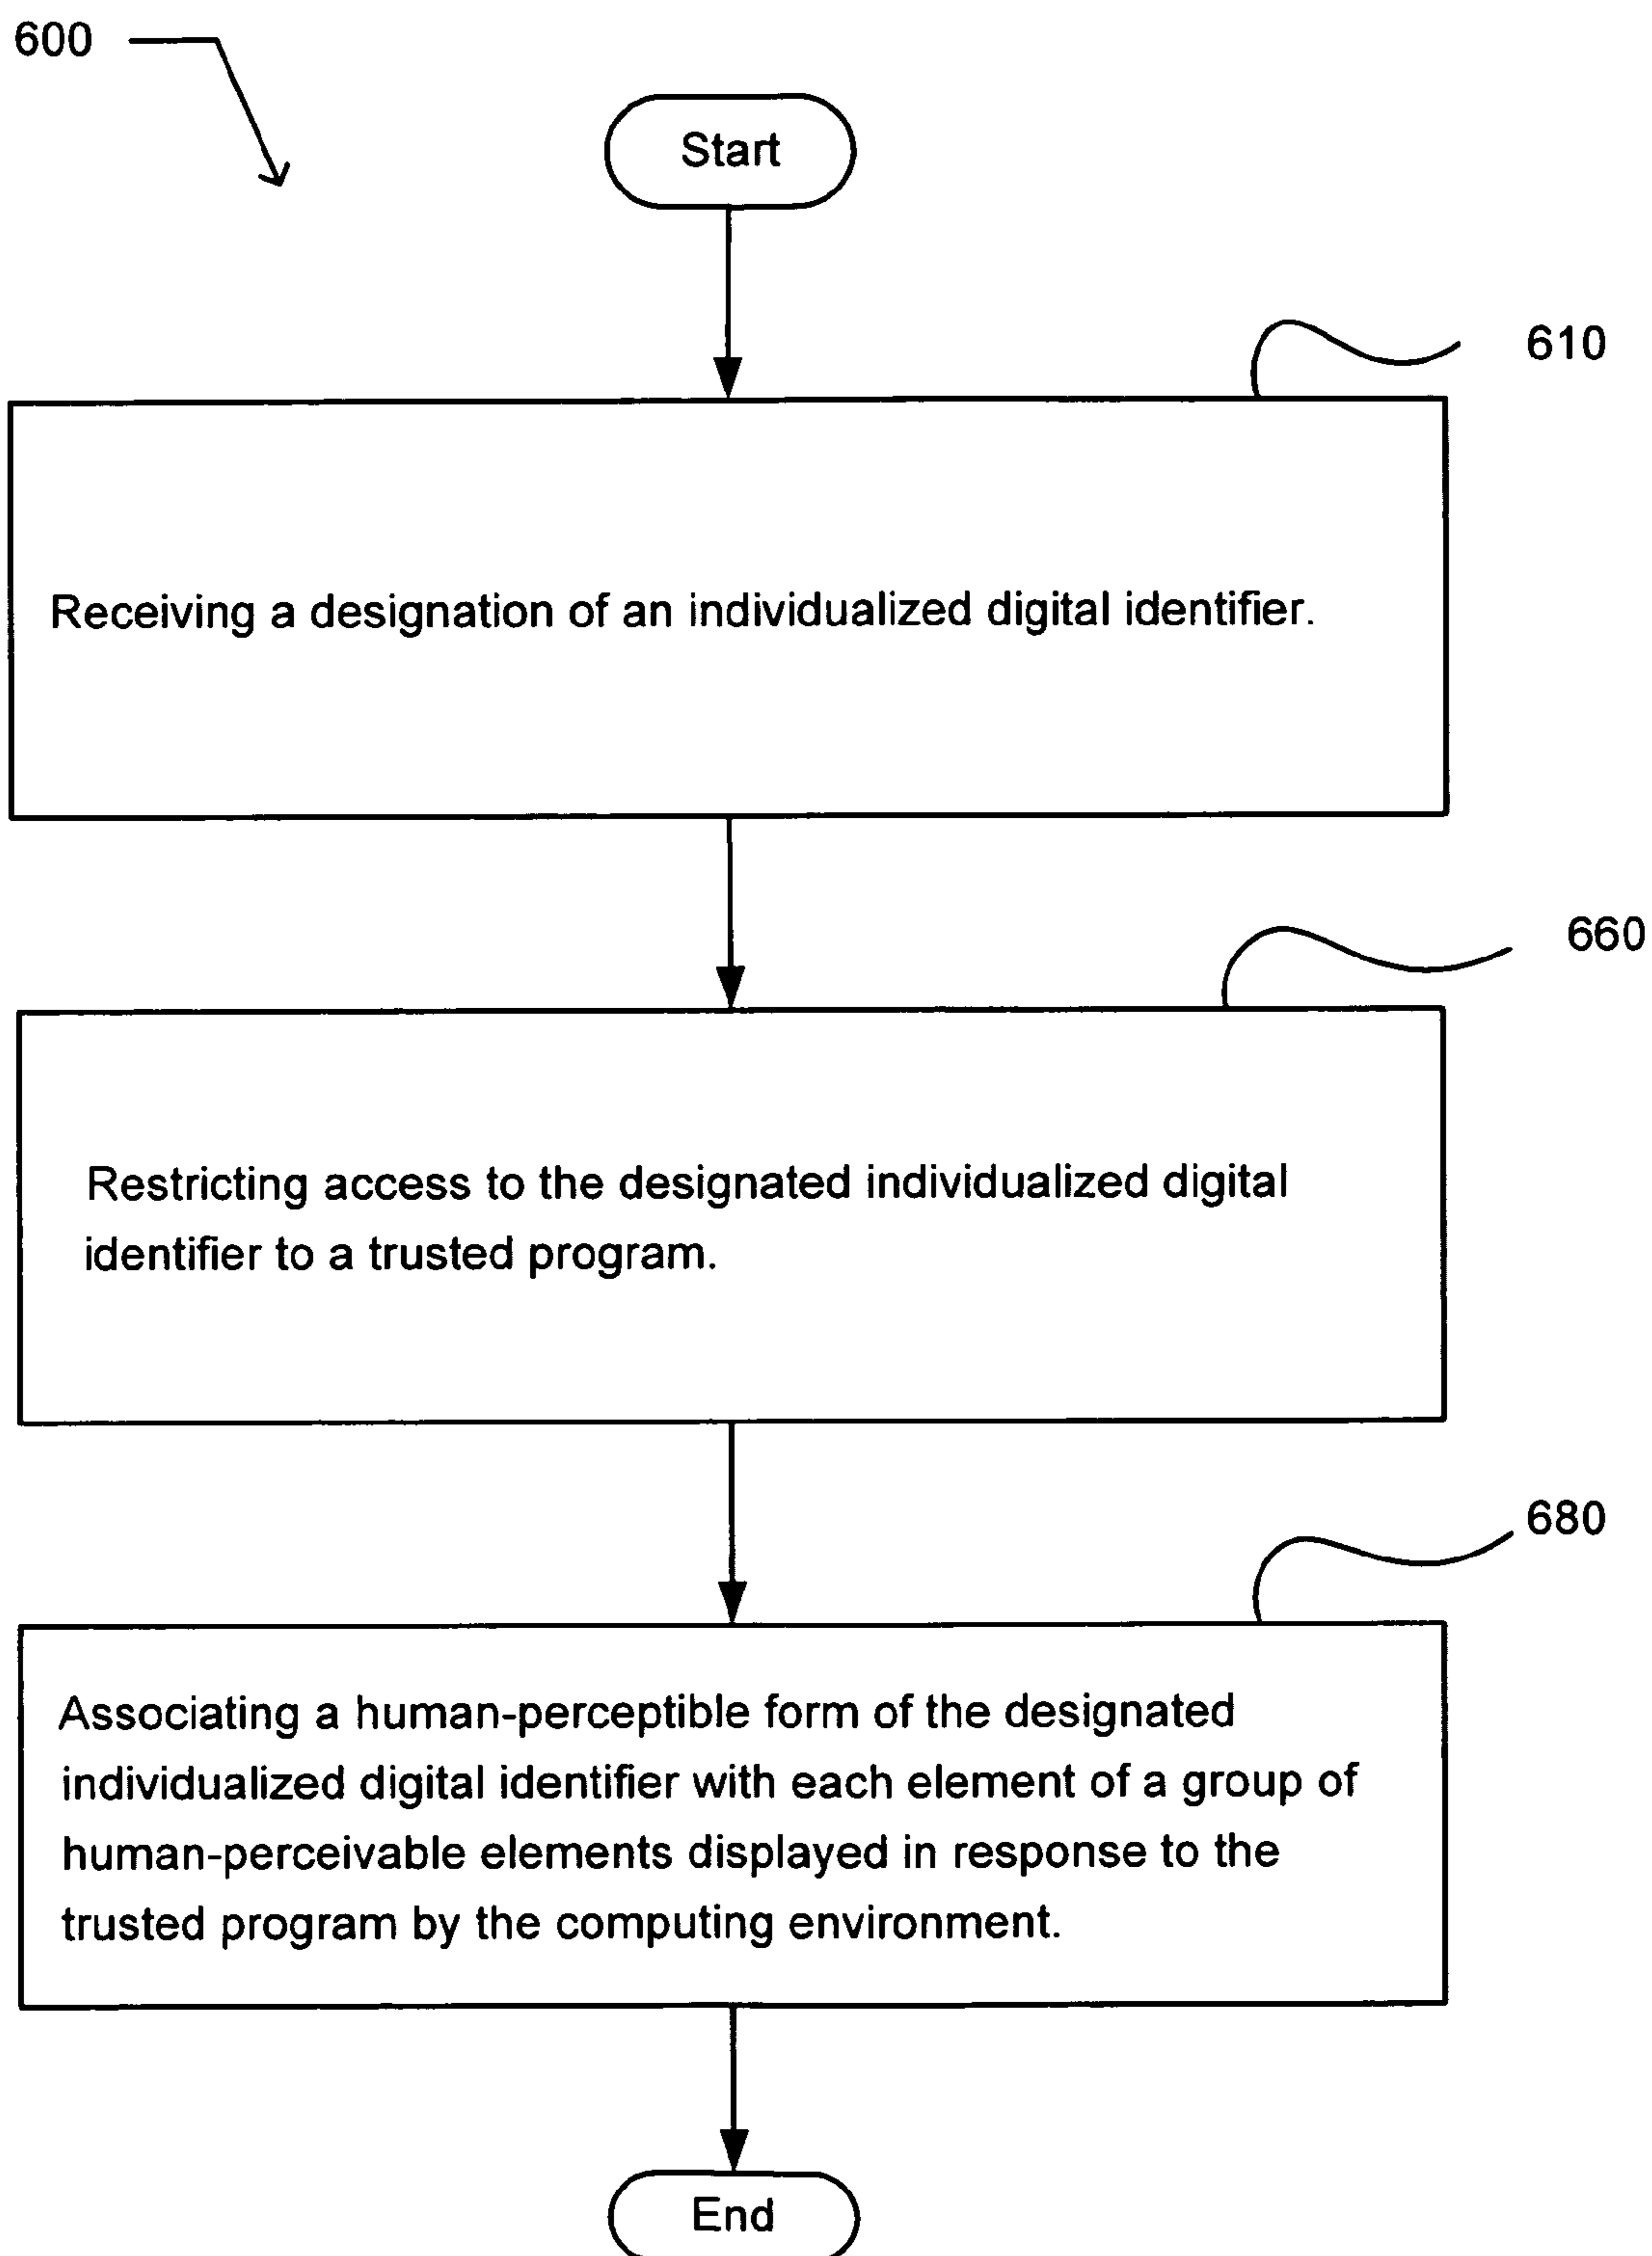 600
Start
610
Receiving a designation of an individualized digital identifier.
660
Restricting access to the designated individualized digital
identifier to a trusted program.
680
Associating a human-perceptible form of the designated
individualized digital identifier with each element of a group of
human-perceivable elements displayed in response to the
trusted program by the computing environment.
End